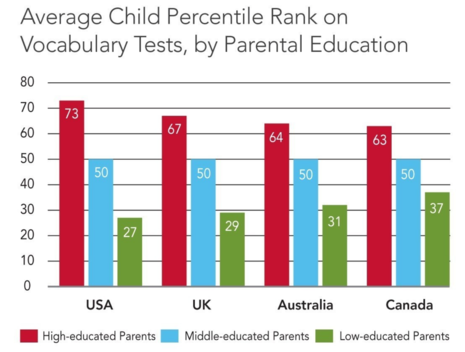 Average Child Percentile Rank on
Vocabulary Tests, by Parental Education
80
70
60
50
40
30
20
10
0
73
50
27
67
50
29
64
50
31
63
50
37
USA
UK
Australia
Canada
High-educated Parents
Middle-educated Parents
Low-educated Parents